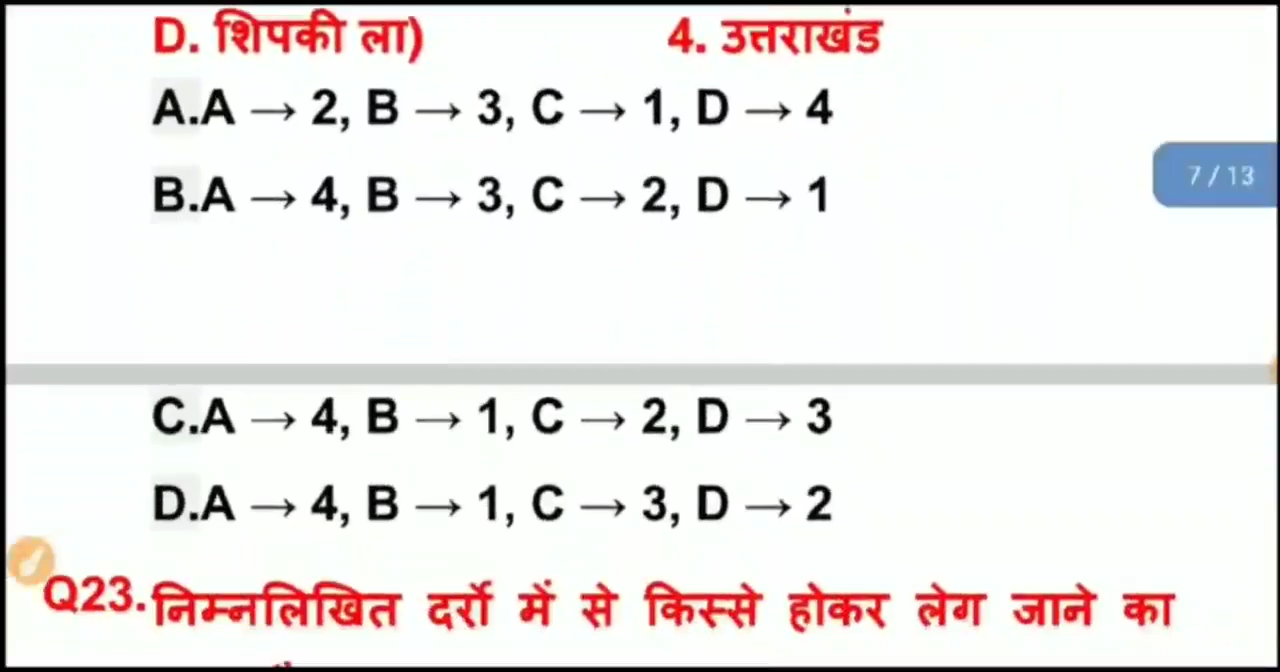 D. शिपकी ला) 4. उत्तराखंड
A.A → 2, B → 3, C → 1, D → 4
B.A → 4, B → 3, C → 2, D → 1
7 / 13
C.A → 4, B → 1, C → 2, D → 3
D.A → 4, B → 1, C → 3, D → 2
Q23. निम्नलिखित दर्रो में से किस्से होकर लेग जाने का